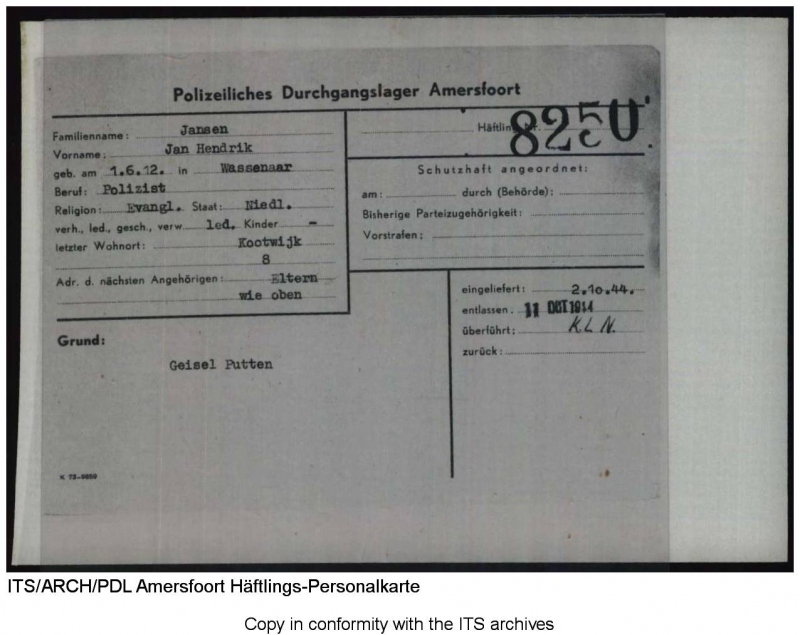 Polizeiliches Durchgangslager Amersfoort
Familienname: Jansen
Vorname: Jan Hendrik
geb. am 1.6.12. in Wassenaar
Beruf: Polizist
Religion: Evangl. Staat: Niedl.
verh., led., gesch., verw. led. Kinder –
letzter Wohnort: Kootwijk
8
Adr. d. nächsten Angehörigen: Eltern
wie oben
Häftling Nr. 8250
Schutzhaft angeordnet:
am: durch (Behörde):
Bisherige Parteizugehörigkeit:
Vorstrafen:
Grund:
Geisel Putten
eingeliefert: 2.10.44.
entlassen. 11 OKT 1944
überführt: K.L N.
zurück:
ITS/ARCH/PDL Amersfoort Häftlings-Personalkarte
Copy in conformity with the ITS archives